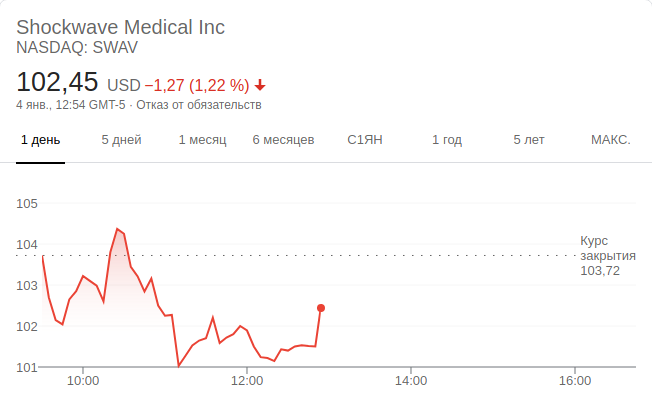 Shockwave Medical Inc
NASDAQ: SWAV
102,45 USD −1,27 (1,22 %)
4 янв., 12:54 GMT-5 · Отказ от обязательств
1 день 5 дней 1 месяц 6 месяцев С1ЯН 1 год 5 лет МАКС.
105
104
103
102
101
Курс
закрытия
103,72
10:00 12:00 14:00 16:00